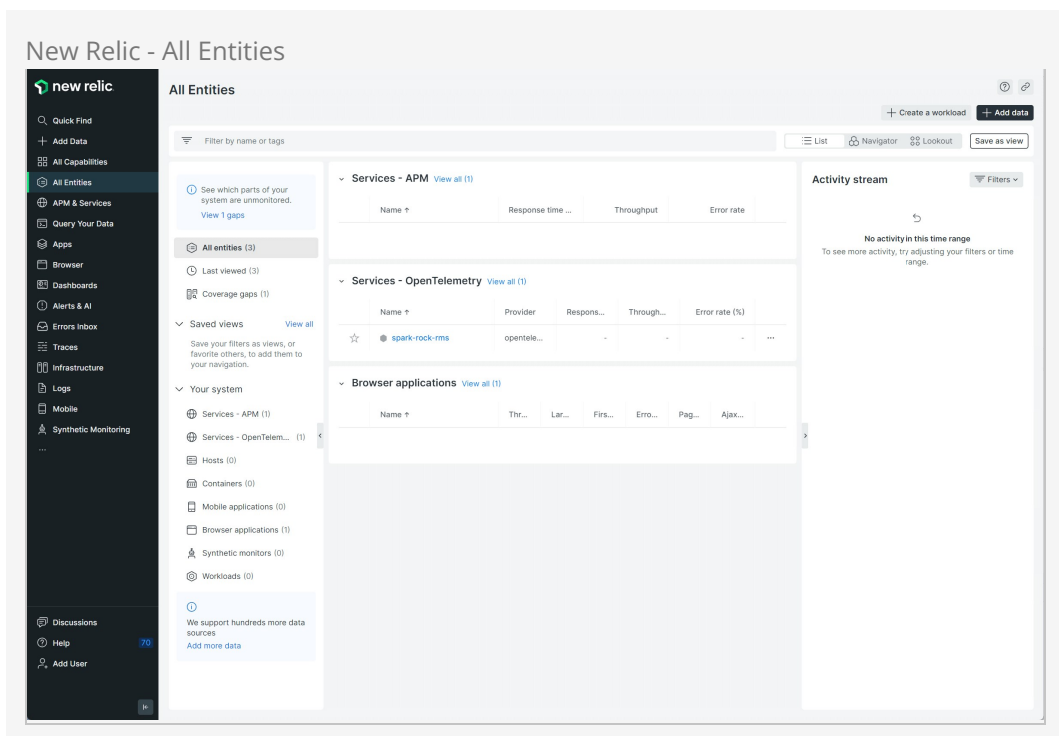 New Relic - All Entities
new relic.
Quick Find
Add Data
All Capabilities
All Entities
APM & Services
Query Your Data
Apps
Browser
Dashboards
Alerts & AI
Errors Inbox
Traces
Infrastructure
Logs
Mobile
Synthetic Monitoring
...
Discussions
Help 70
Add User
All Entities
+ Create a workload + Add data
Filter by name or tags
List Navigator Lookout Save as view
See which parts of your
system are unmonitored.
View 1 gaps
All entities (3)
Last viewed (3)
Coverage gaps (1)
Saved views View all
Save your filters as views, or
favorite others, to add them to
your navigation.
Your system
Services - APM (1)
Services - OpenTelem... (1)
Hosts (0)
Containers (0)
Mobile applications (0)
Browser applications (1)
Synthetic monitors (0)
Workloads (0)
We support hundreds more data
sources
Add more data
Services - APM View all (1)
Name ↑ Response time ... Throughput Error rate
Services - OpenTelemetry View all (1)
Name ↑ Provider Respons... Through... Error rate (%)
spark-rock-rms opentele... - - - ...
Browser applications View all (1)
Name ↑ Thr... Lar... Firs... Erro... Pag... Ajax...
Activity stream Filters
No activity in this time range
To see more activity, try adjusting your filters or time
range.